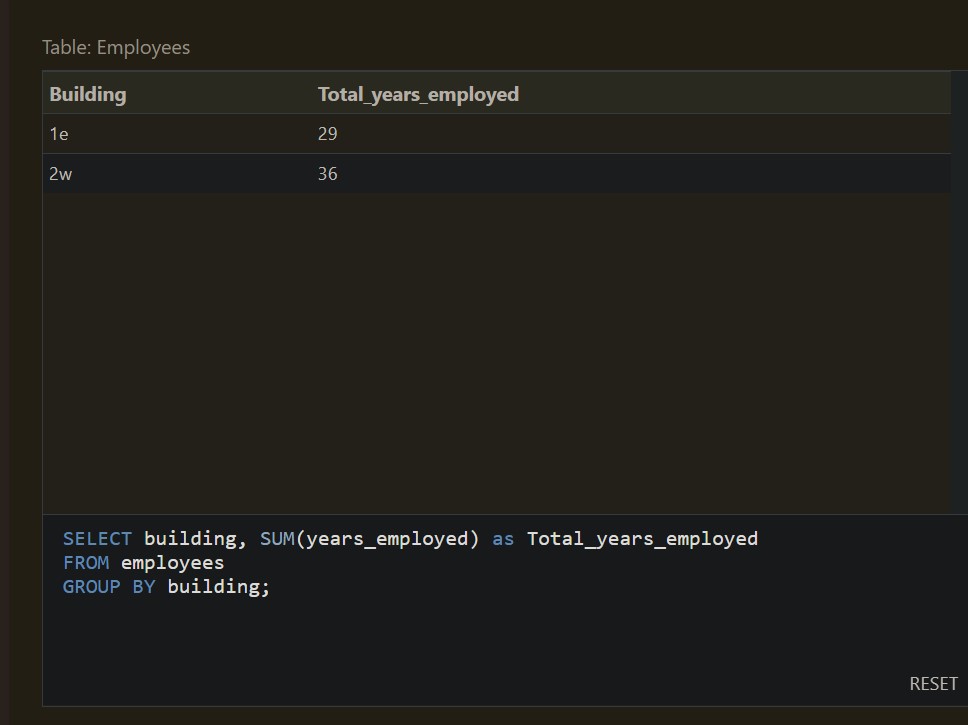 Table: Employees
Building Total_years_employed
1e 29
2w 36
SELECT building, SUM(years_employed) as Total_years_employed
FROM employees
GROUP BY building;
RESET